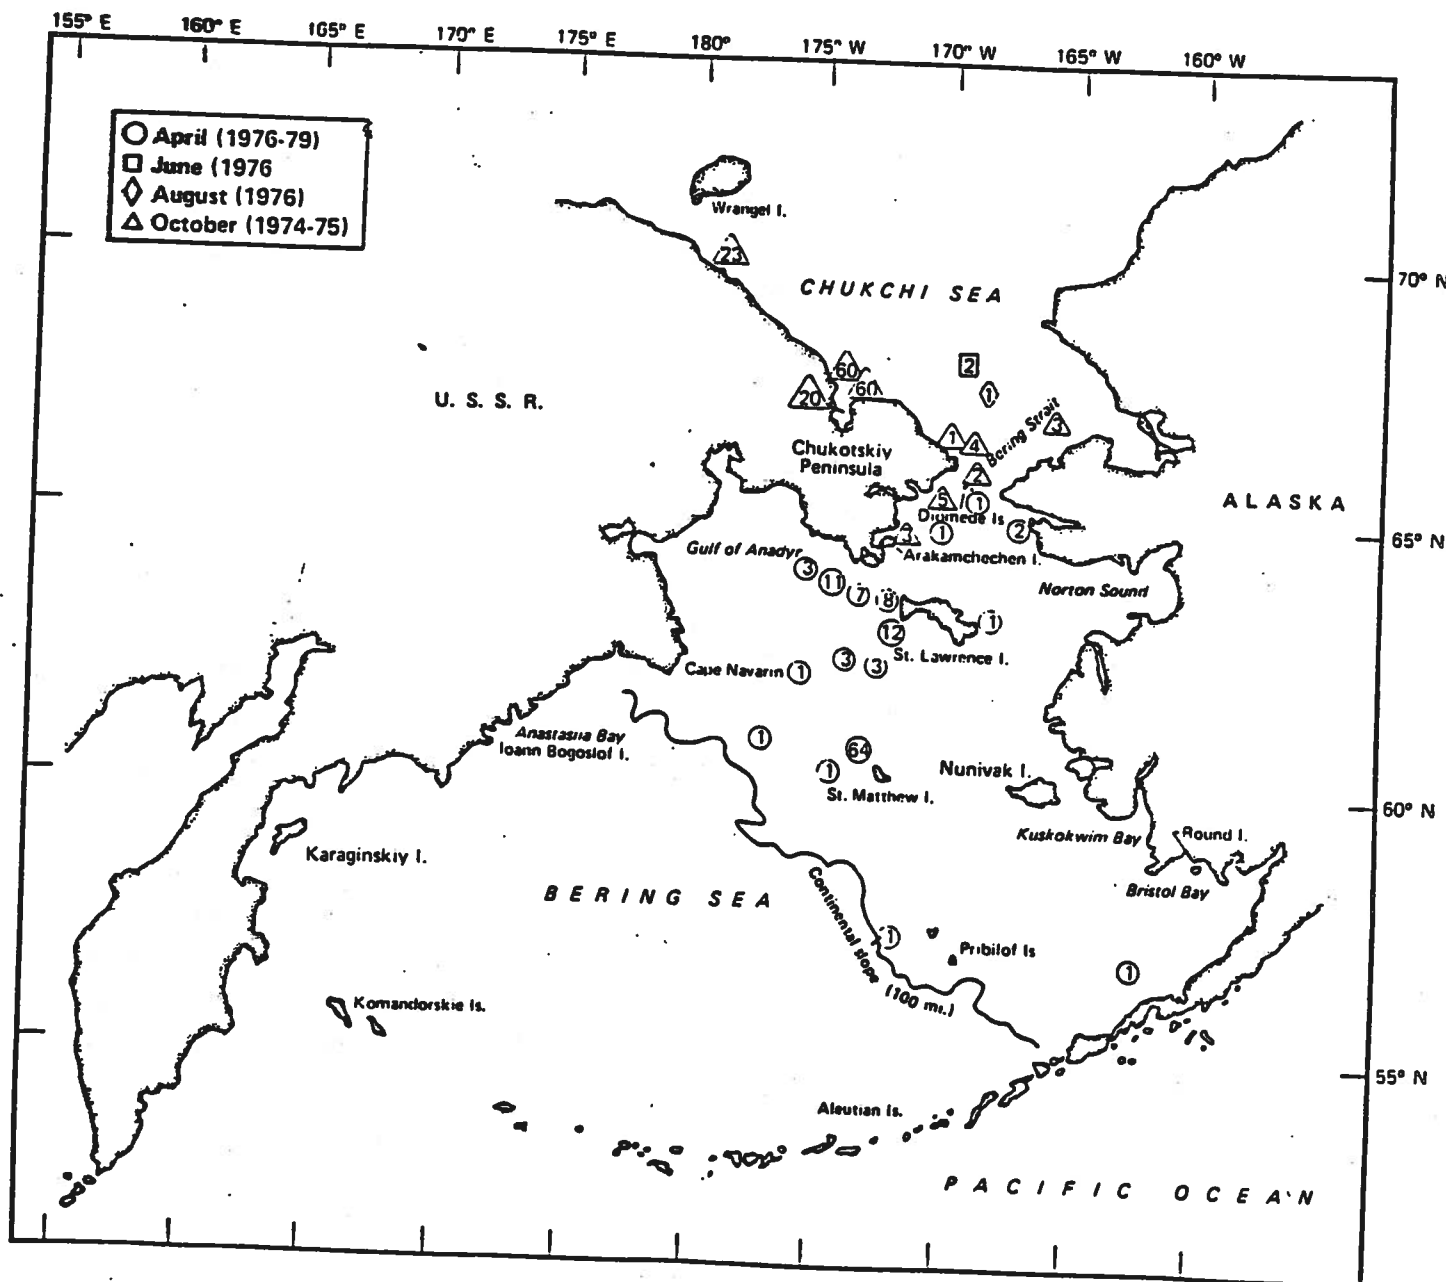 155° E 160° E 165° E 170° E 175° E 180° 175° W 170° W 165° W 160° W
April (1976-79)
June (1976
August (1976)
October (1974-75)
Wrangel I.
23
CHUKCHI SEA
70° N
60
60
20
2
1
U. S. S. R.
Bering Strait
3
1
4
Chukotskiy
Peninsula
2
5
1
ALASKA
Diomede Is
1
2
3
Arakamchechen I.
65° N
Gulf of Anadyr
3
11
7
8
Norton Sound
1
12
St. Lawrence I.
Cape Navarin
1
3
3
Anastasiia Bay
Ioann Bogoslof I.
1
64
1
St. Matthew I.
Nunivak I.
60° N
Kuskokwim Bay
Round I.
Karaginskiy I.
Bristol Bay
BERING SEA
Continental slope (100 mi.)
1
Pribilof Is
1
Komandorskie Is.
55° N
Aleutian Is.
PACIFIC OCEAN